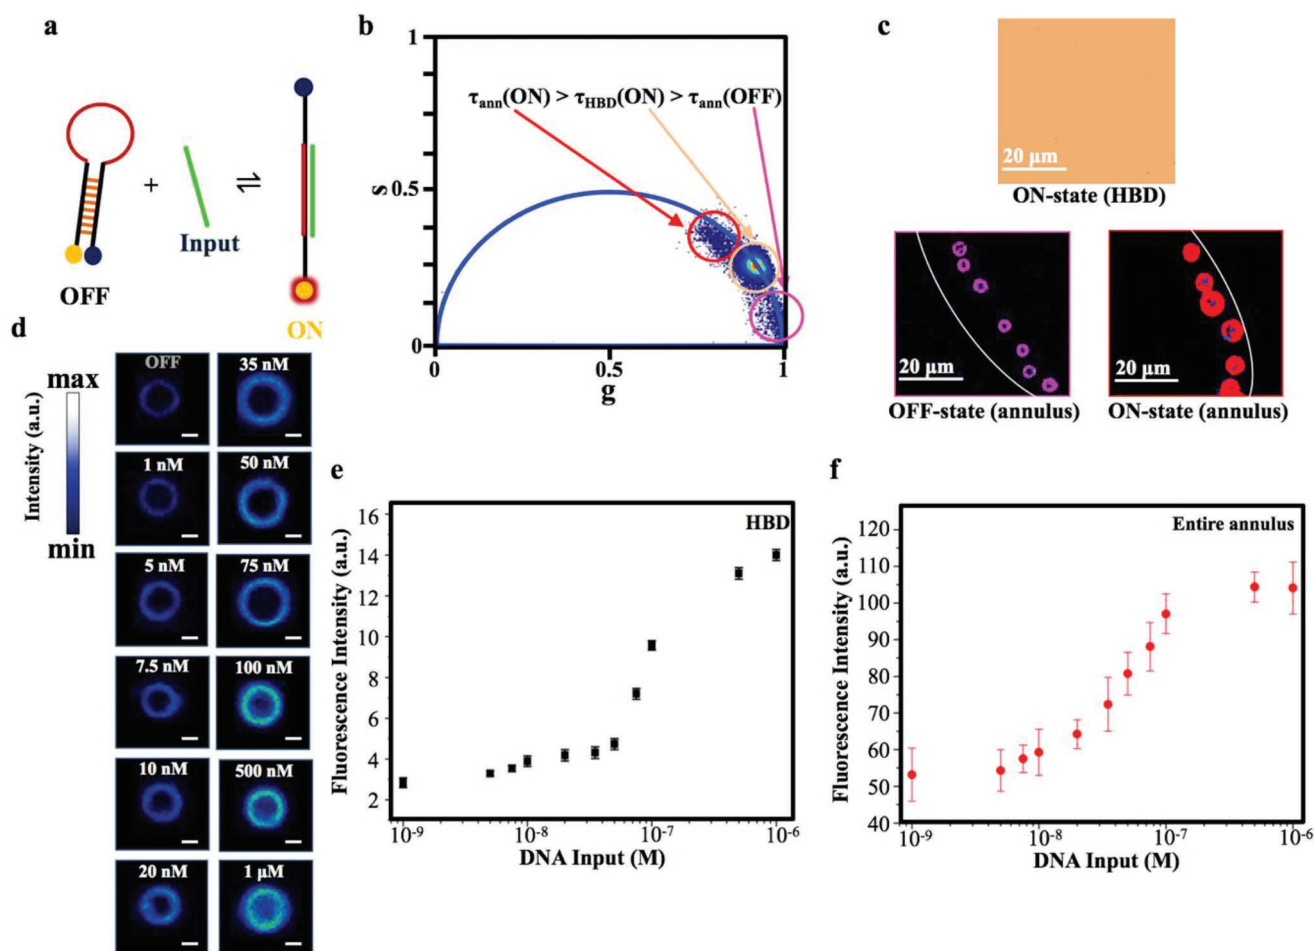 a
+
⇌
Input
OFF
ON
b
1
τann(ON) > τHBD(ON) > τann(OFF)
s
0.5
0
0
0.5
1
g
c
20 μm
ON-state (HBD)
20 μm
OFF-state (annulus)
20 μm
ON-state (annulus)
d
max
Intensity (a.u.)
min
OFF
35 nM
1 nM
50 nM
5 nM
75 nM
7.5 nM
100 nM
10 nM
500 nM
20 nM
1 μM
e
HBD
Fluorescence Intensity (a.u.)
16
14
12
10
8
6
4
2
10-9
10-8
10-7
10-6
DNA Input (M)
f
Entire annulus
Fluorescence Intensity (a.u.)
120
110
100
90
80
70
60
50
40
10-9
10-8
10-7
10-6
DNA Input (M)